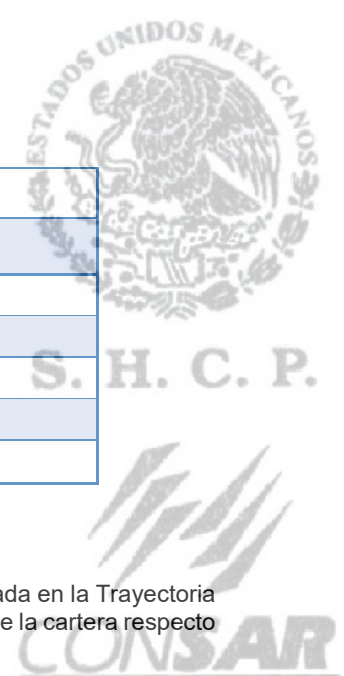 ESTADOS UNIDOS MEXICANOS
S. H. C. P.
ada en la Trayectoria
e la cartera respecto
CONSAR